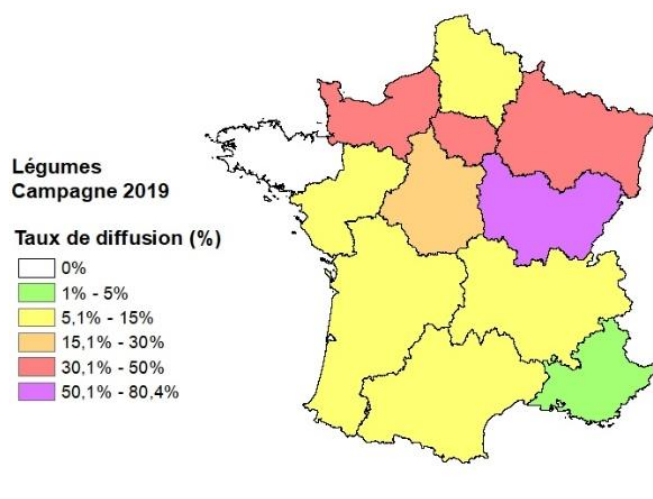 Légumes
Campagne 2019
Taux de diffusion (%)
0%
1% - 5%
5,1% - 15%
15,1% - 30%
30,1% - 50%
50,1% - 80,4%